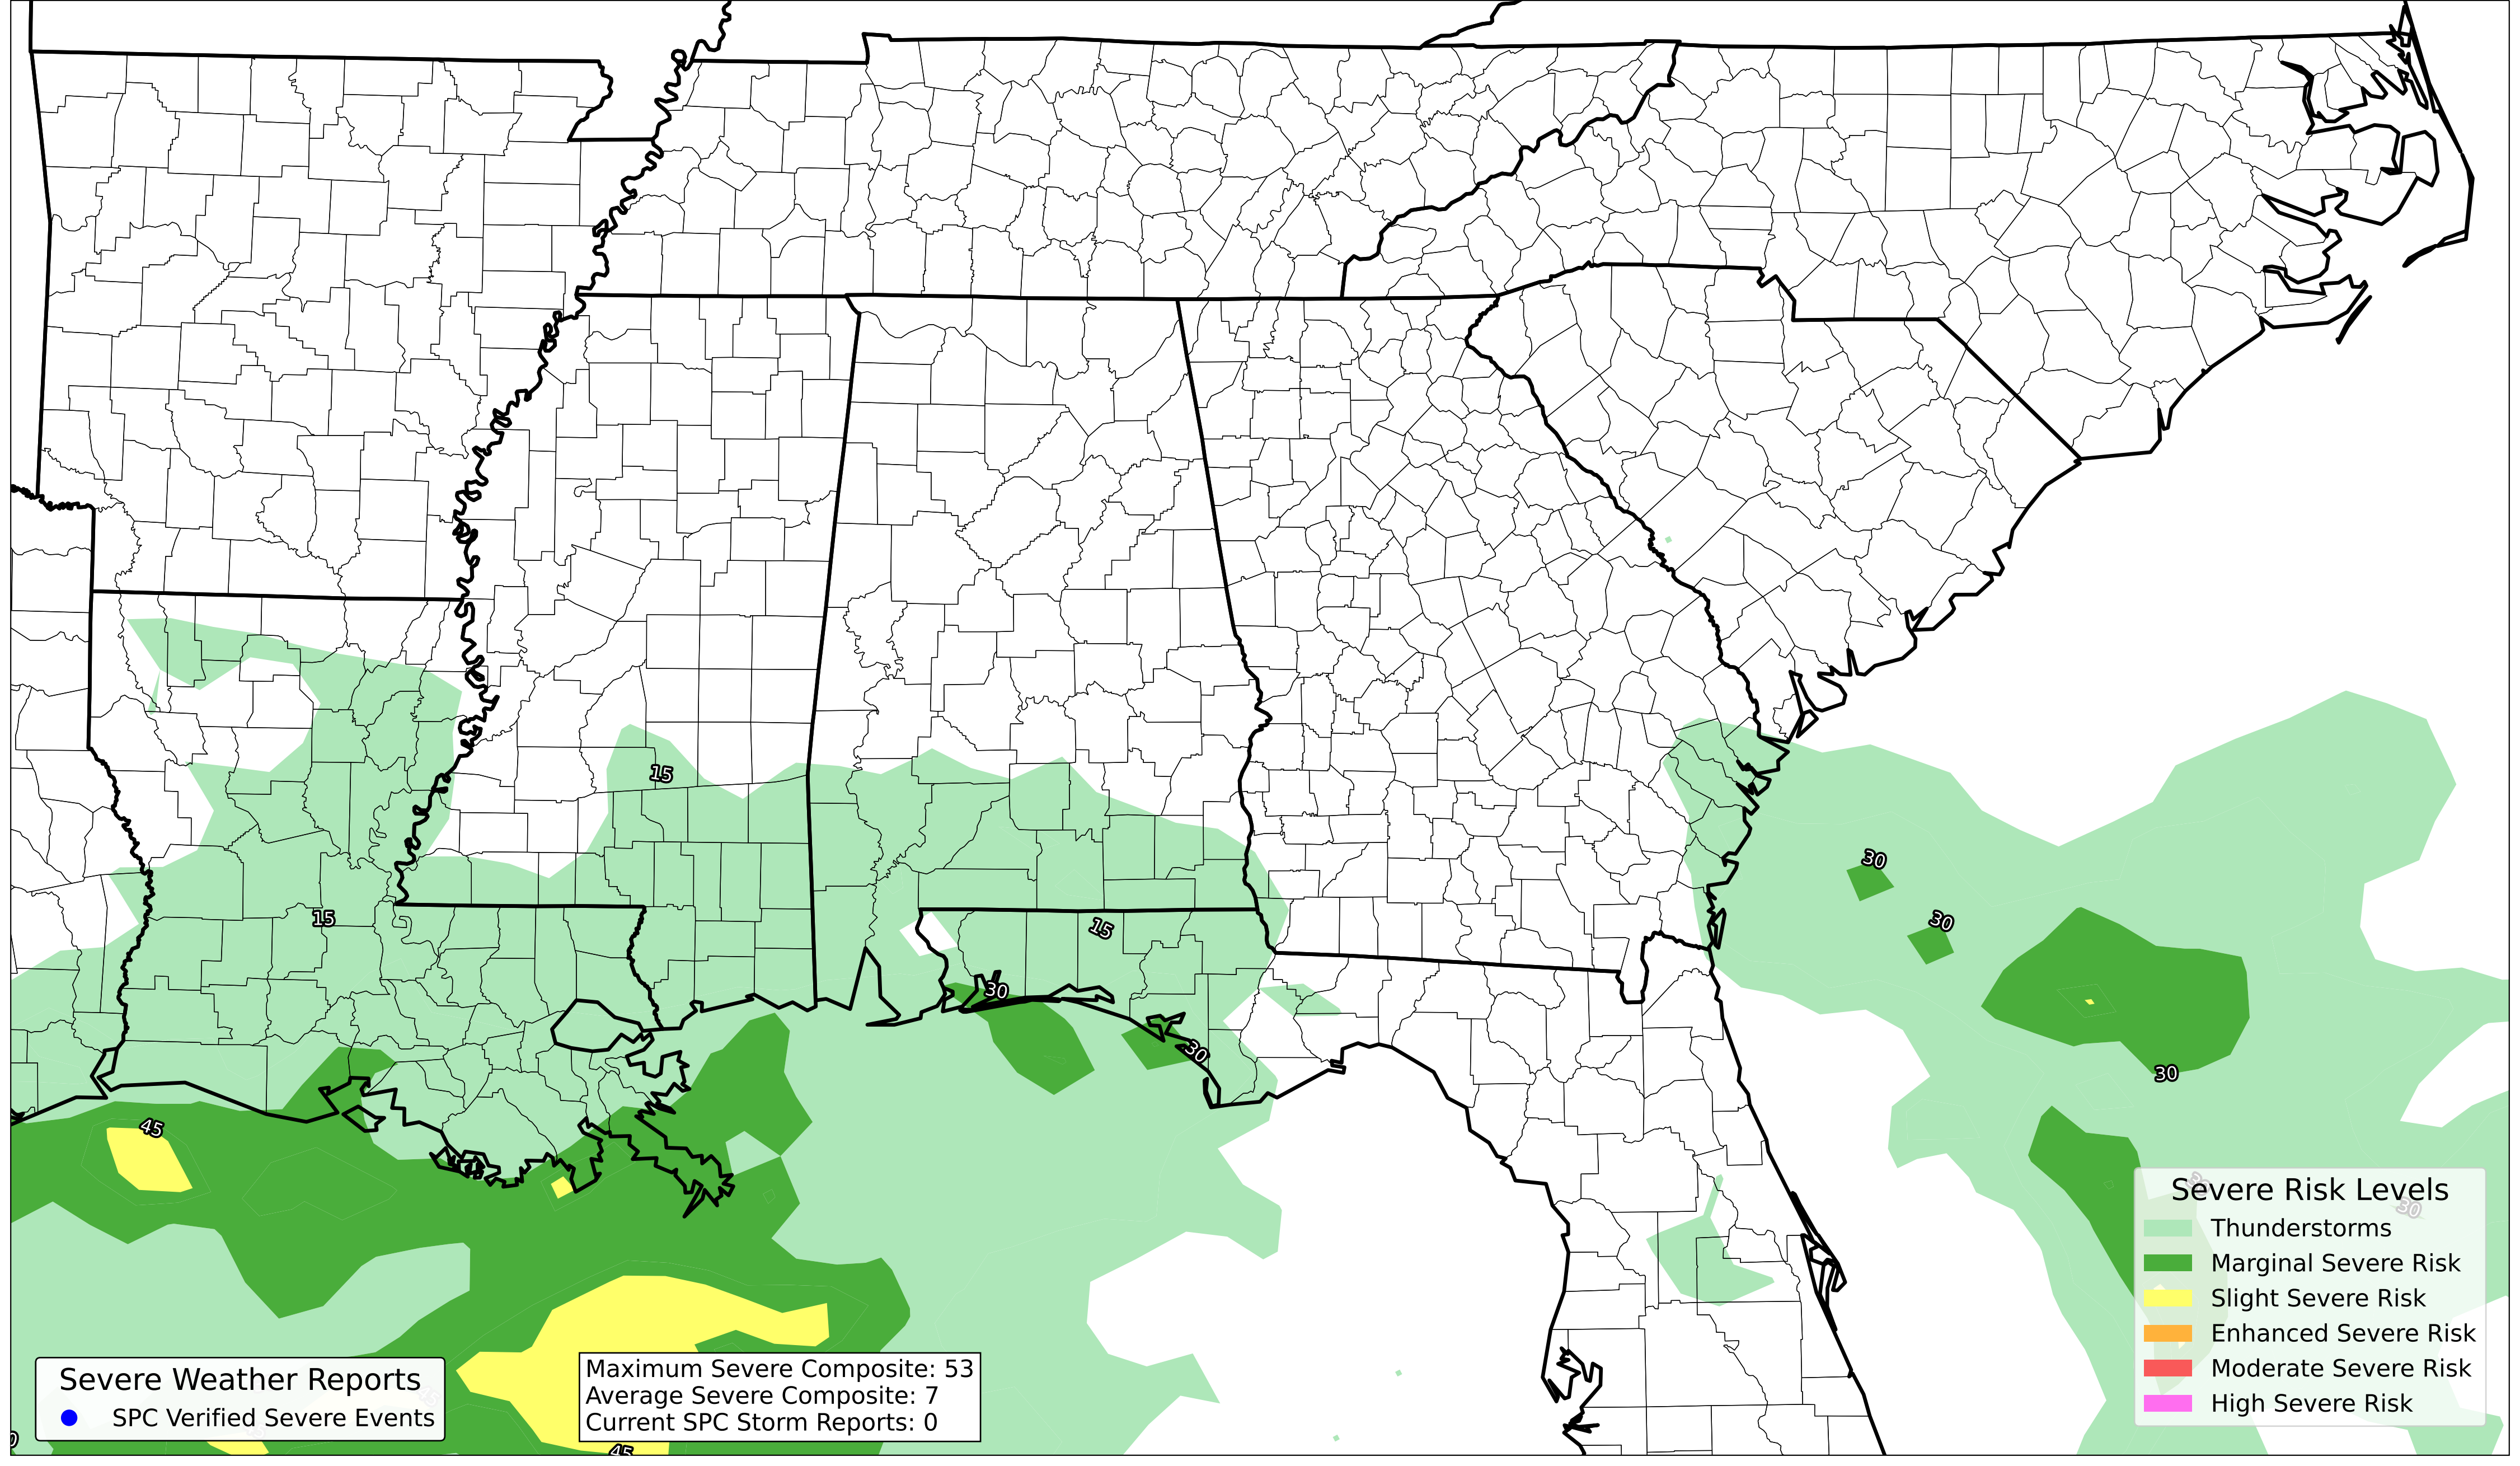 15
30
15
15
30
30
30
30
45
30
30
Severe Risk Levels
Thunderstorms
Marginal Severe Risk
Slight Severe Risk
Enhanced Severe Risk
Moderate Severe Risk
High Severe Risk
Severe Weather Reports
SPC Verified Severe Events
Maximum Severe Composite: 53
Average Severe Composite: 7
Current SPC Storm Reports: 0
45